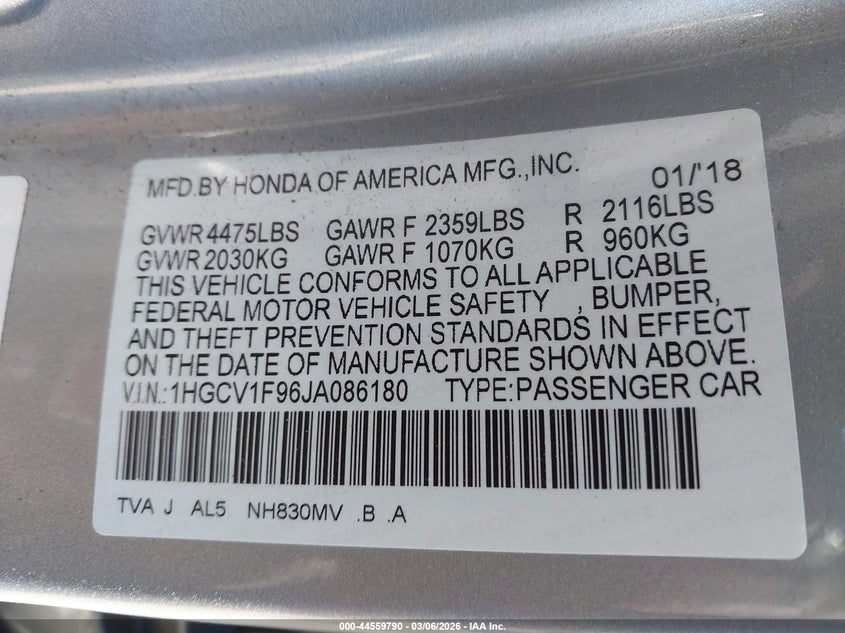 MFD.BY HONDA OF AMERICA MFG.,INC. 01/'18
GVWR 4475LBS GAWR F 2359LBS R 2116LBS
GVWR 2030KG GAWR F 1070KG R 960KG
THIS VEHICLE CONFORMS TO ALL APPLICABLE
FEDERAL MOTOR VEHICLE SAFETY , BUMPER,
AND THEFT PREVENTION STANDARDS IN EFFECT
ON THE DATE OF MANUFACTURE SHOWN ABOVE.
V.I.N.:1HGCV1F96JA086180 TYPE:PASSENGER CAR
TVA J AL5 NH830MV .B .A
000-44559790 - 03/06/2026 - IAA Inc.